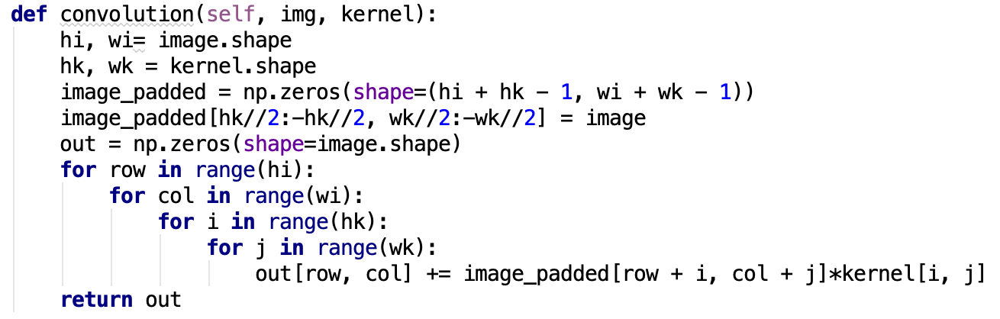 def convolution(self, img, kernel):
    hi, wi= image.shape
    hk, wk = kernel.shape
    image_padded = np.zeros(shape=(hi + hk - 1, wi + wk - 1))
    image_padded[hk//2:-hk//2, wk//2:-wk//2] = image
    out = np.zeros(shape=image.shape)
    for row in range(hi):
        for col in range(wi):
            for i in range(hk):
                for j in range(wk):
                    out[row, col] += image_padded[row + i, col + j]*kernel[i, j]
    return out